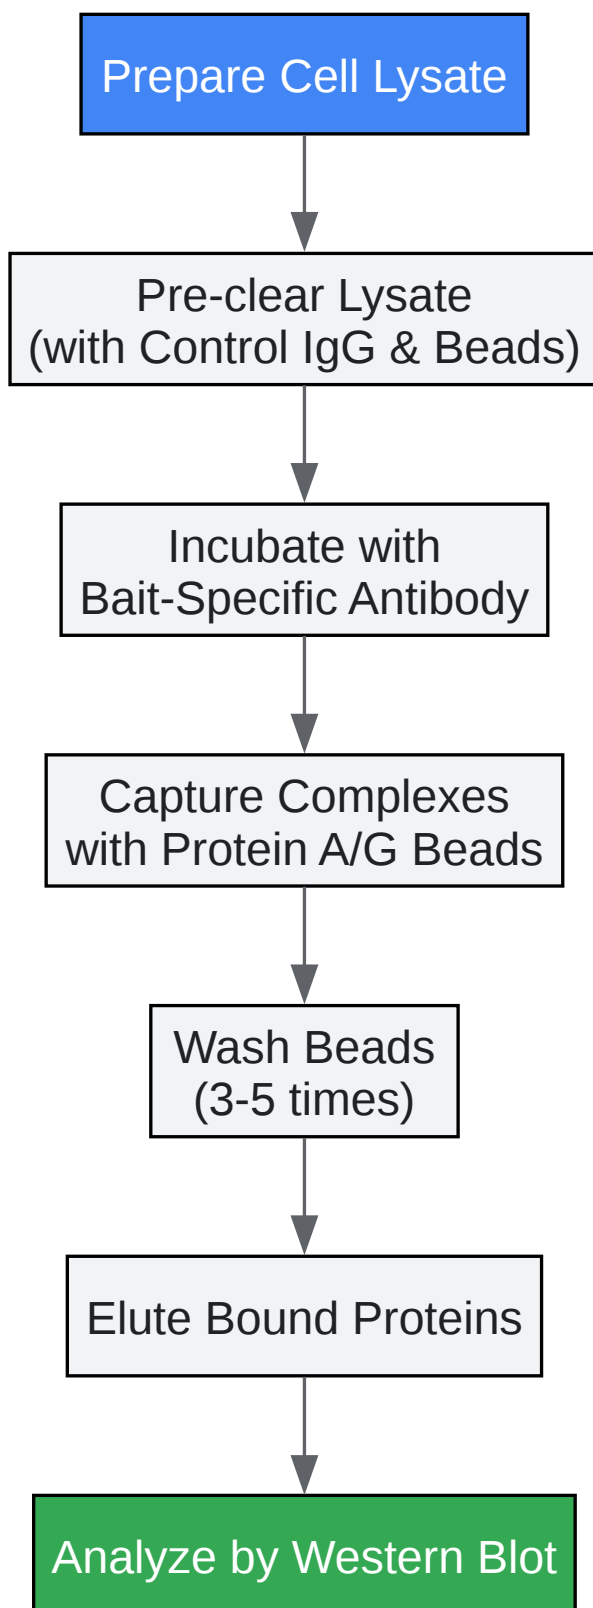 Prepare Cell Lysate
Pre-clear Lysate
(with Control IgG & Beads)
Incubate with
Bait-Specific Antibody
Capture Complexes
with Protein A/G Beads
Wash Beads
(3-5 times)
Elute Bound Proteins
Analyze by Western Blot